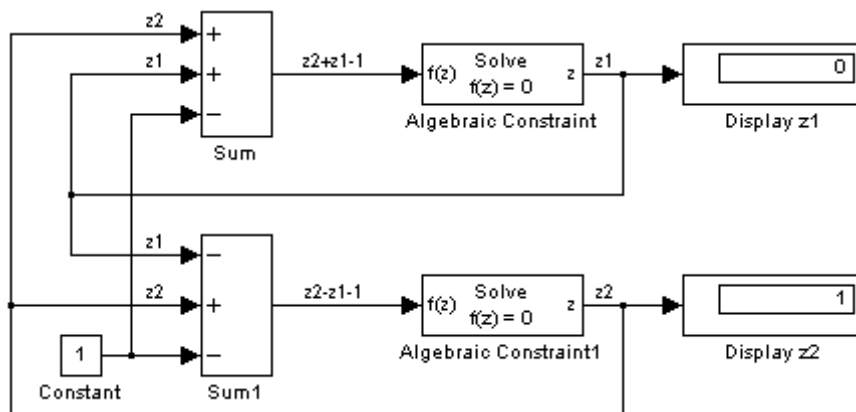 z2
+
z1
+
−
Sum
z2+z1-1
f(z)
Solve
f(z) = 0
z
Algebraic Constraint
z1
0
Display z1
z1
−
z2
+
−
Sum1
1
Constant
z2-z1-1
f(z)
Solve
f(z) = 0
z
Algebraic Constraint1
z2
1
Display z2